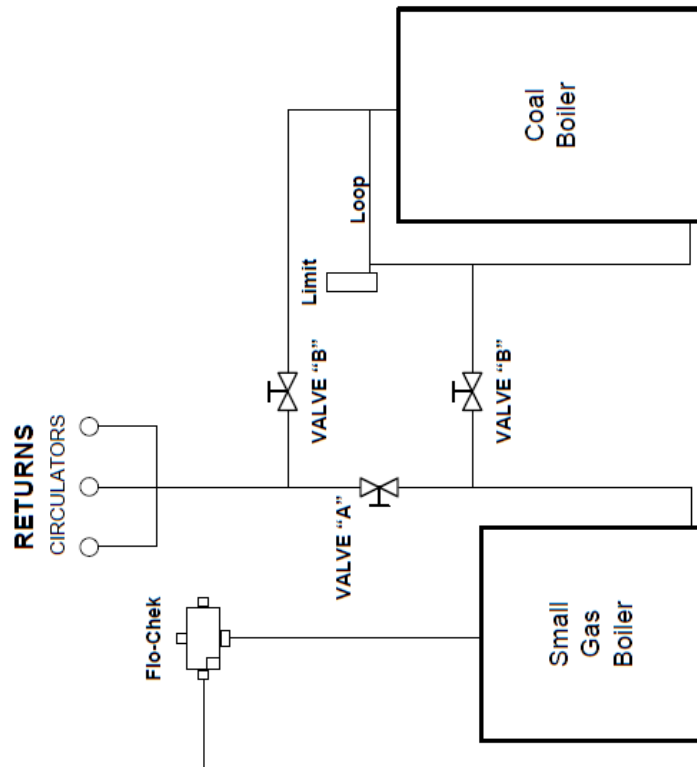 RETURNS
CIRCULATORS
Flo-Chek
VALVE “A”
VALVE “B”
VALVE “B”
Limit
Loop
Small
Gas
Boiler
Coal
Boiler